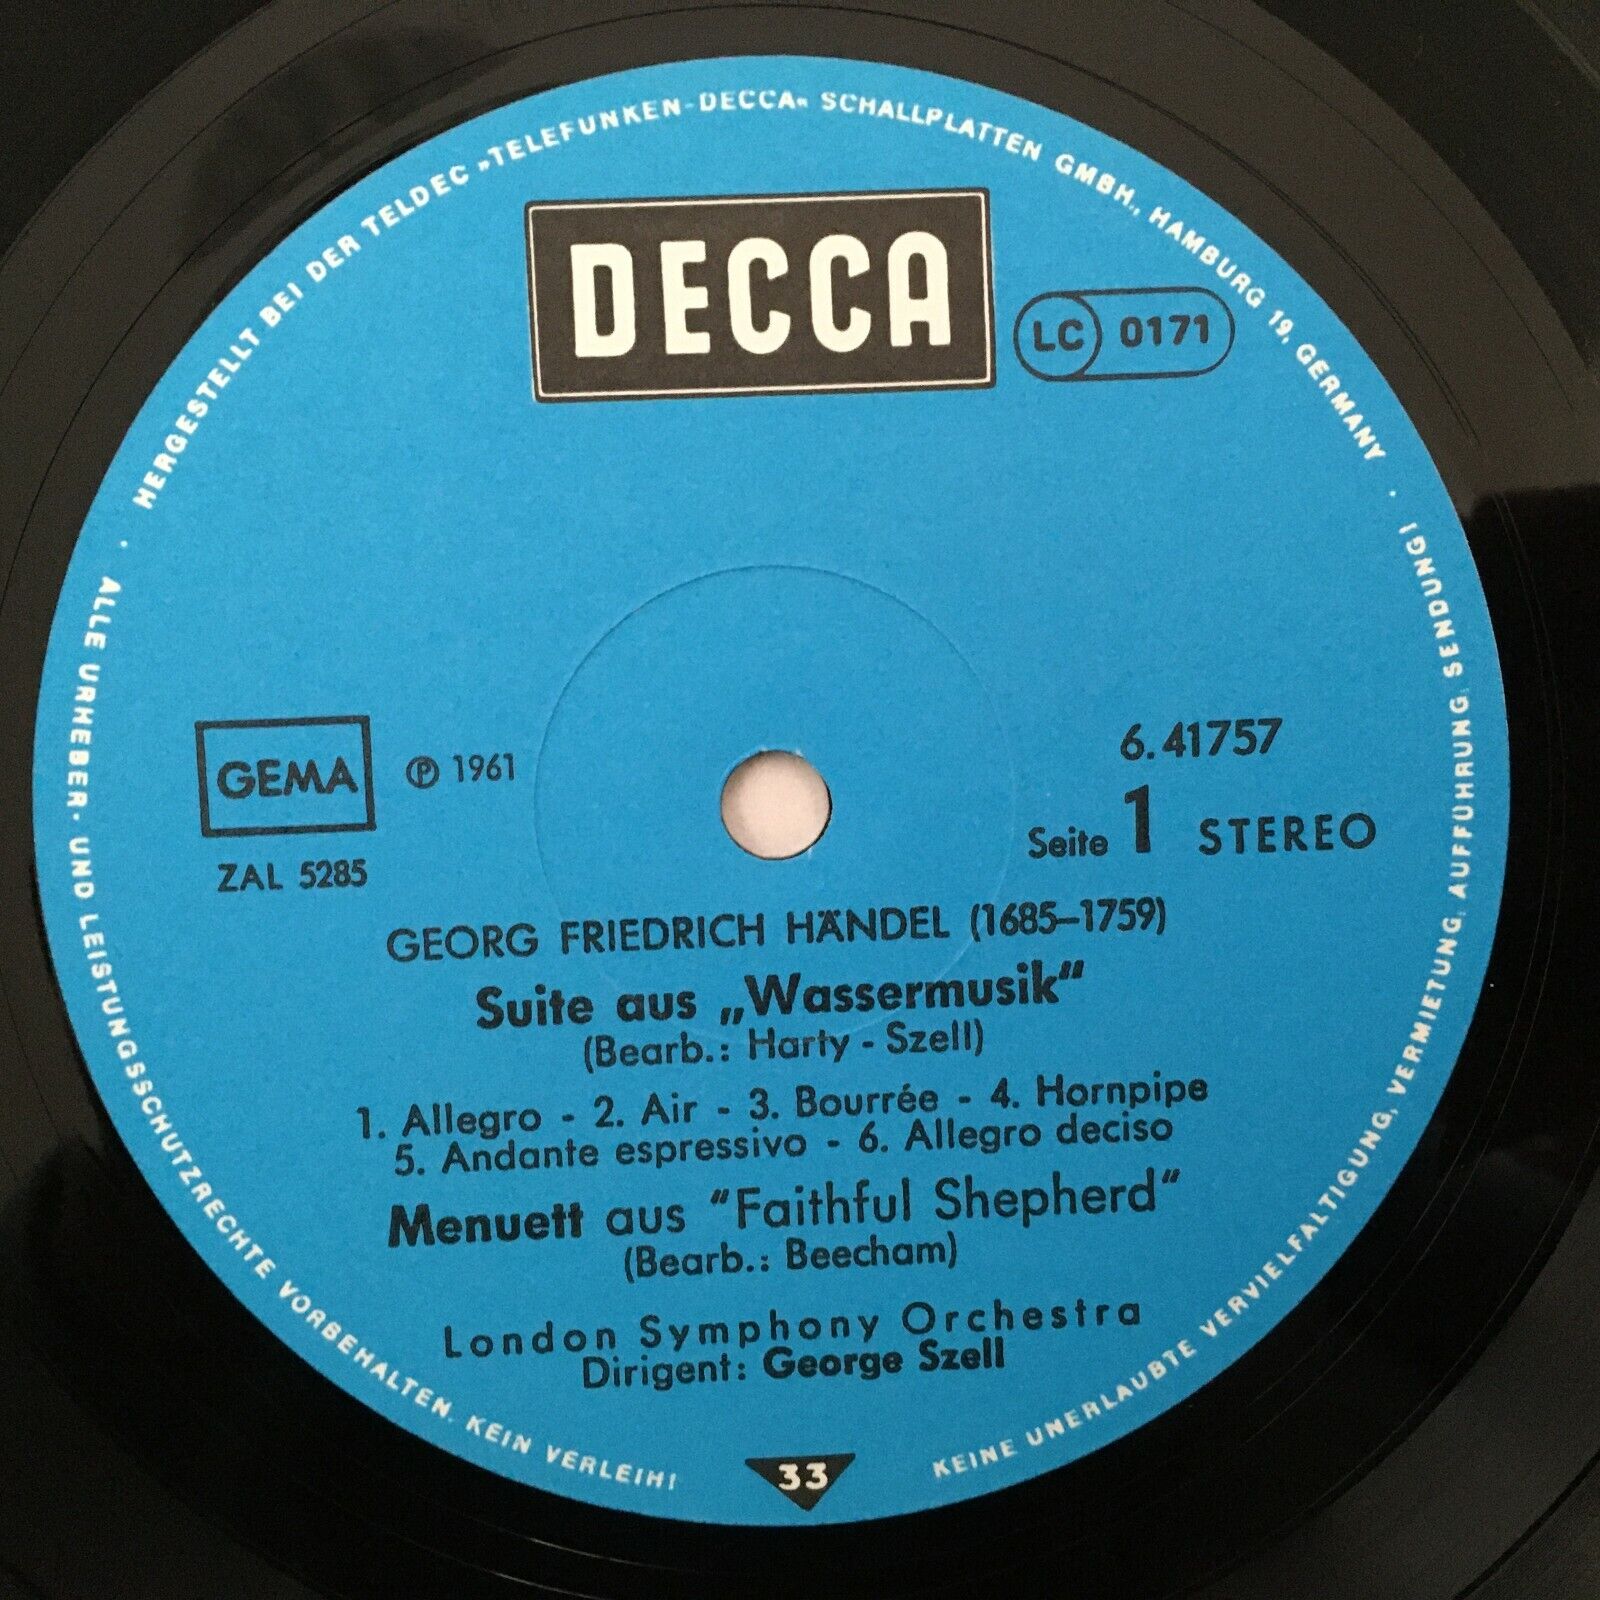 HERGESTELLT BEI DER TELDEC »TELEFUNKEN-DECCA« SCHALLPLATTEN GMBH., HAMBURG 19, GERMANY ·
DECCA
LC 0171
GEMA
℗ 1961
ZAL 5285
6.41757
Seite 1 STEREO
GEORG FRIEDRICH HÄNDEL (1685–1759)
Suite aus „Wassermusik“
(Bearb.: Harty - Szell)
1. Allegro - 2. Air - 3. Bourrée - 4. Hornpipe
5. Andante espressivo - 6. Allegro deciso
Menuett aus “Faithful Shepherd”
(Bearb.: Beecham)
London Symphony Orchestra
Dirigent: George Szell
33
· ALLE URHEBER- UND LEISTUNGSSCHUTZRECHTE VORBEHALTEN. KEIN VERLEIH!
KEINE UNERLAUBTE VERVIELFALTIGUNG, VERMIETUNG, AUFFÜHRUNG, SENDUNG!